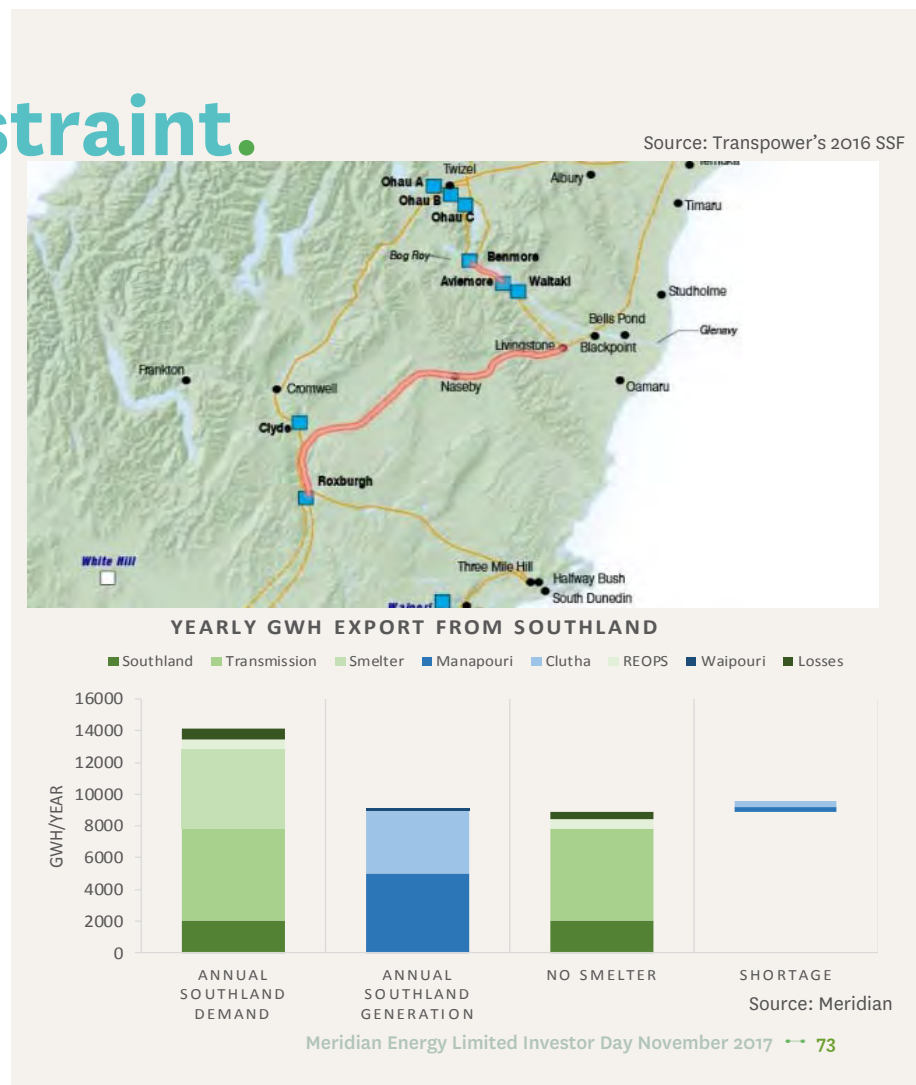 straint.
Source: Transpower's 2016 SSF
Twizel
Ohau A
Albury
Ohau B
Timaru
Ohau C
Bog Roy
Benmore
Aviemore
Waitaki
Studholme
Bells Pond
Glenavy
Livingstone
Blackpoint
Frankton
Naseby
Oamaru
Cromwell
Clyde
Roxburgh
White Hill
Three Mile Hill
Halfway Bush
South Dunedin
YEARLY GWH EXPORT FROM SOUTHLAND
Southland Transmission Smelter Manapouri Clutha REOPS Waipouri Losses
16000
14000
12000
10000
8000
6000
4000
2000
0
GWH/YEAR
ANNUAL SOUTHLAND DEMAND
ANNUAL SOUTHLAND GENERATION
NO SMELTER
SHORTAGE
Source: Meridian
Meridian Energy Limited Investor Day November 2017 73